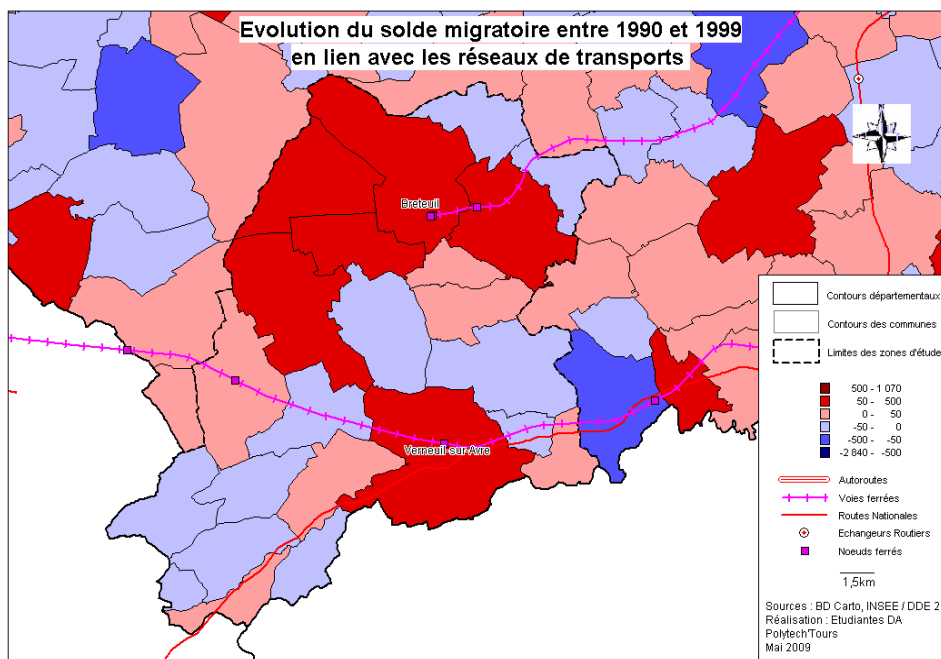 Evolution du solde migratoire entre 1990 et 1999
en lien avec les réseaux de transports
Breteuil
Verneuil sur Avre
Contours départementaux
Contours des communes
Limites des zones d'étude
500 - 1 070
50 - 500
0 - 50
-50 - 0
-500 - -50
-2 840 - -500
Autoroutes
Voies ferrées
Routes Nationales
Echangeurs Routiers
Noeuds ferrés
1,5km
Sources : BD Carto, INSEE / DDE 2
Réalisation : Etudiantes DA
Polytech'Tours
Mai 2009